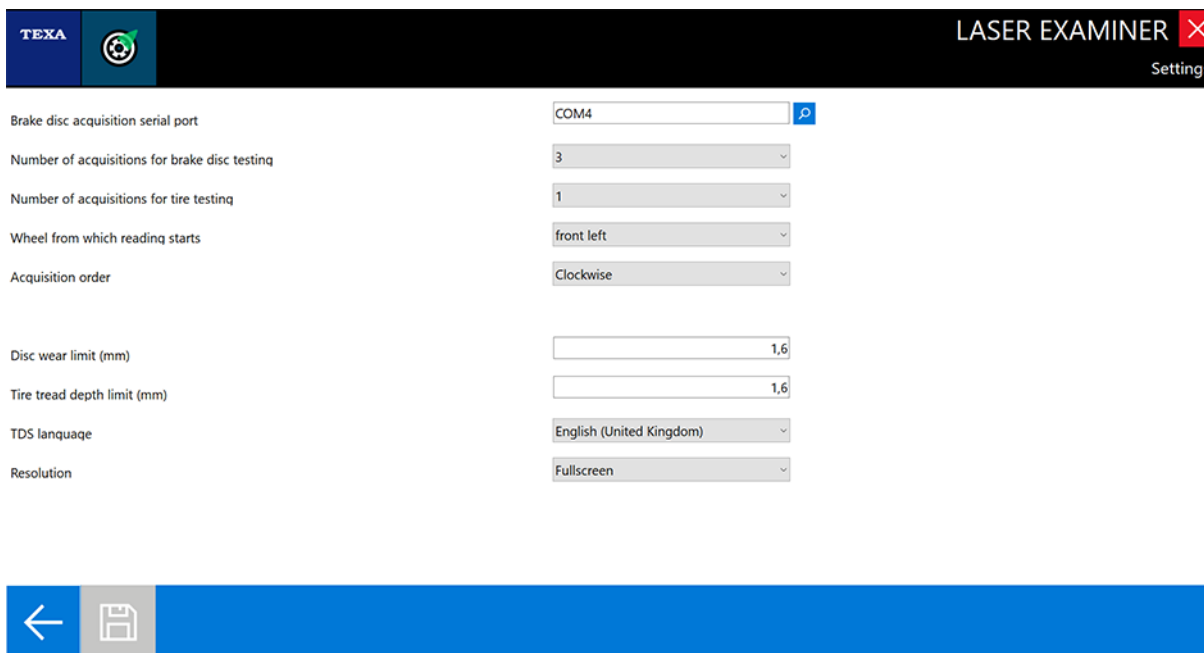 TEXA
LASER EXAMINER
Setting
Brake disc acquisition serial port COM4
Number of acquisitions for brake disc testing 3
Number of acquisitions for tire testing 1
Wheel from which reading starts front left
Acquisition order Clockwise
Disc wear limit (mm) 1,6
Tire tread depth limit (mm) 1,6
TDS language English (United Kingdom)
Resolution Fullscreen